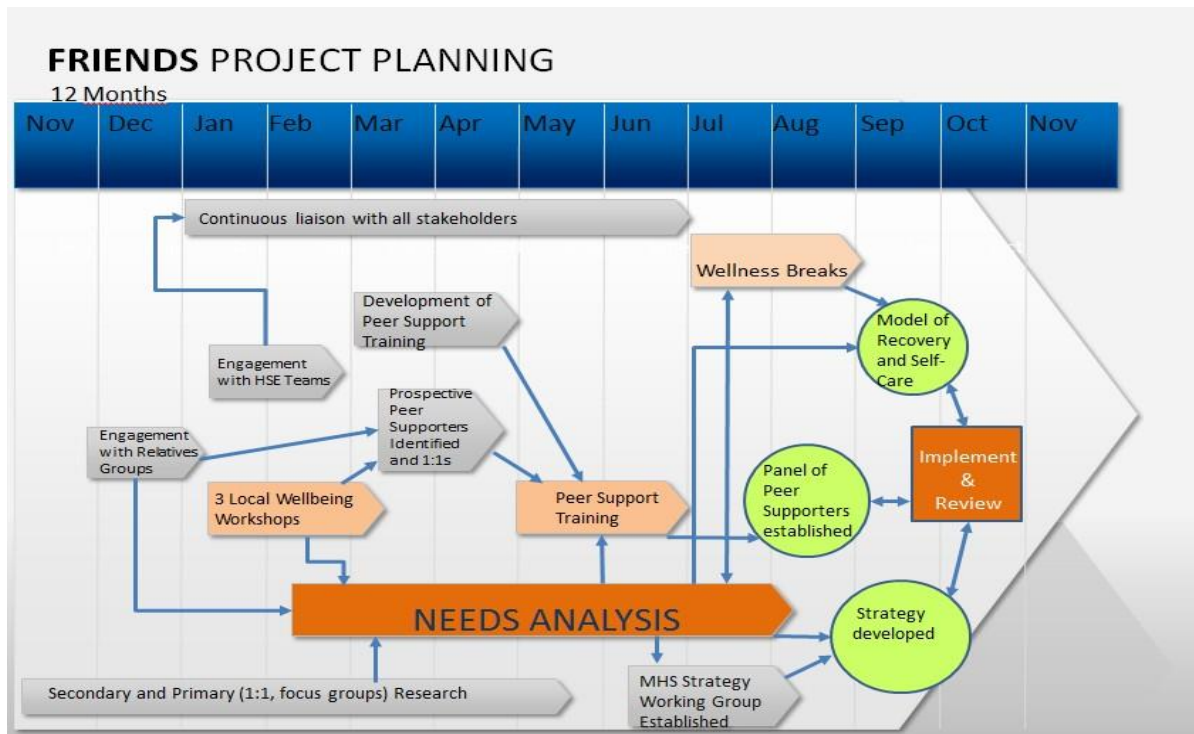 FRIENDS PROJECT PLANNING
12 Months
Nov Dec Jan Feb Mar Apr May Jun Jul Aug Sep Oct Nov
Continuous liaison with all stakeholders
Wellness Breaks
Development of
Peer Support
Training
Model of
Recovery
and Self-
Care
Engagement
with HSE Teams
Prospective
Peer
Supporters
Identified
and 1:1s
Engagement
with Relatives
Groups
Implement
&
Review
3 Local Wellbeing
Workshops
Peer Support
Training
Panel of
Peer
Supporters
established
NEEDS ANALYSIS
Strategy
developed
Secondary and Primary (1:1, focus groups) Research
MHS Strategy
Working Group
Established